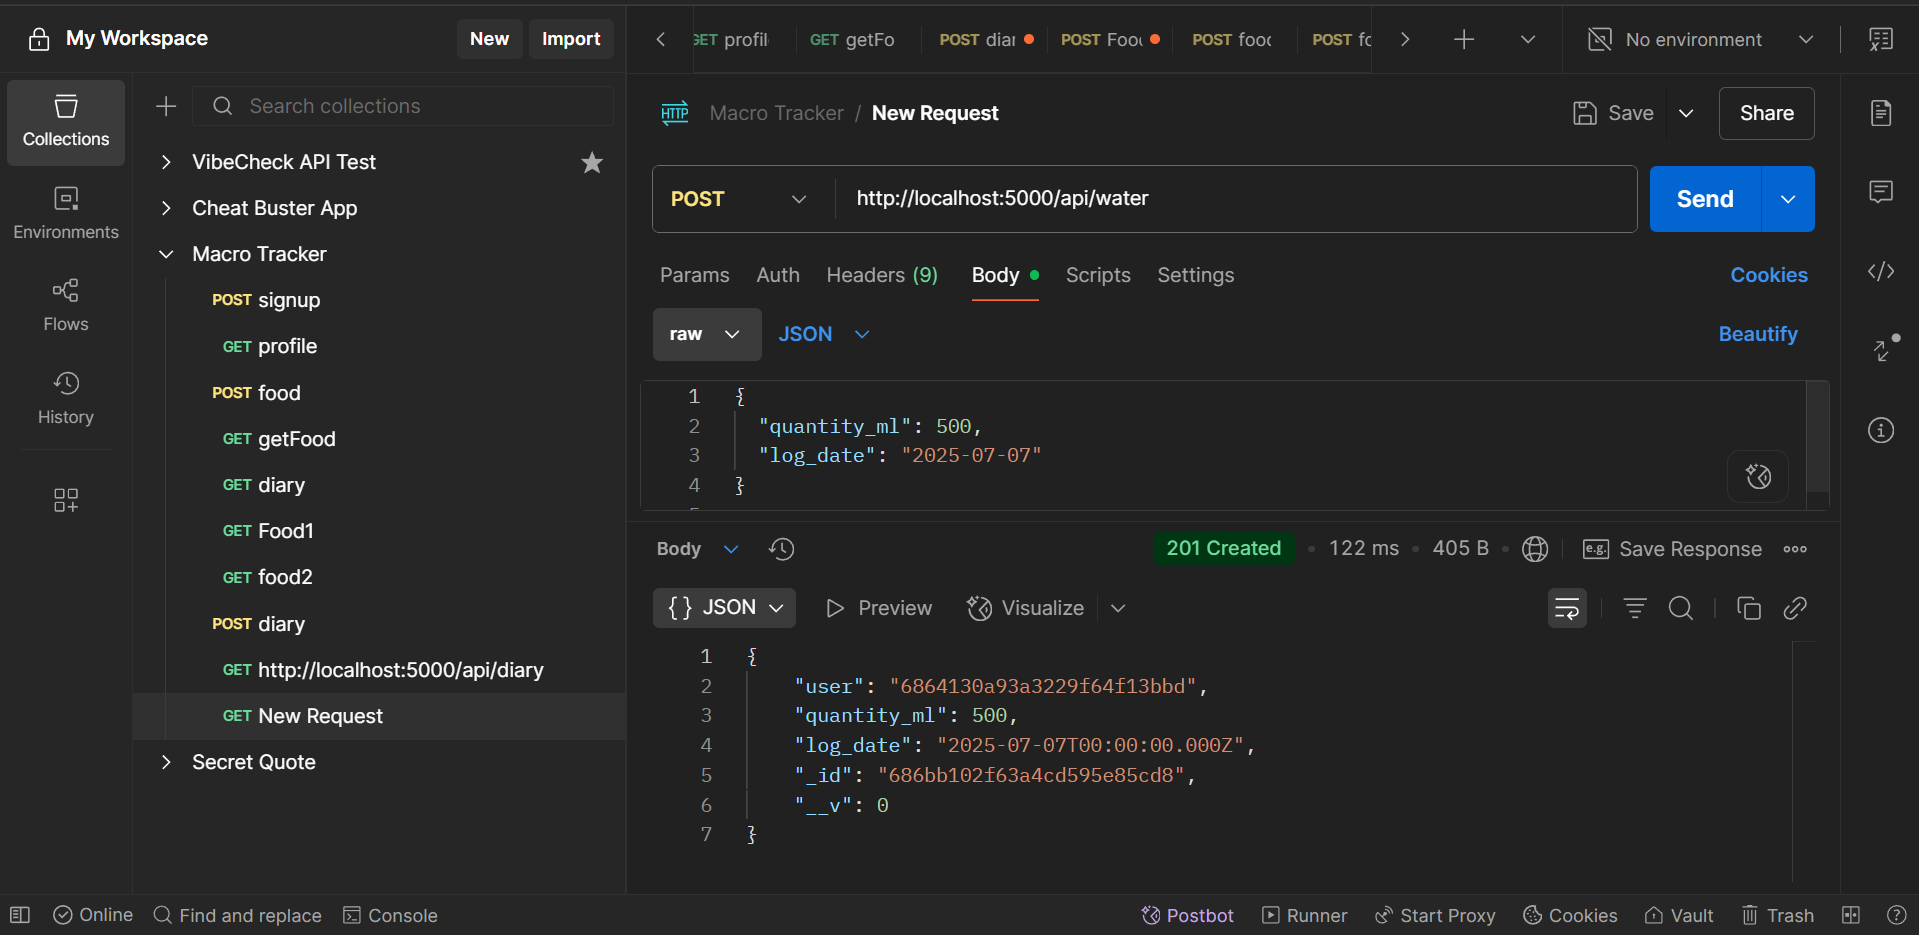 My Workspace
New
Import
GET profil
GET getFo
POST diar
POST Foo
POST food
POST fo
No environment
Collections
Environments
Flows
History
Search collections
VibeCheck API Test
Cheat Buster App
Macro Tracker
POST signup
GET profile
POST food
GET getFood
GET diary
GET Food1
GET food2
POST diary
GET http://localhost:5000/api/diary
GET New Request
Secret Quote
HTTP Macro Tracker / New Request
Save
Share
POST
http://localhost:5000/api/water
Send
Params Auth Headers (9) Body Scripts Settings
Cookies
raw
JSON
Beautify
1 {
2 "quantity_ml": 500,
3 "log_date": "2025-07-07"
4 }
Body
201 Created • 122 ms • 405 B •
e.g. Save Response
{} JSON
Preview
Visualize
1 {
2 "user": "6864130a93a3229f64f13bbd",
3 "quantity_ml": 500,
4 "log_date": "2025-07-07T00:00:00.000Z",
5 "_id": "686bb102f63a4cd595e85cd8",
6 "__v": 0
7 }
Online
Find and replace
Console
Postbot
Runner
Start Proxy
Cookies
Vault
Trash